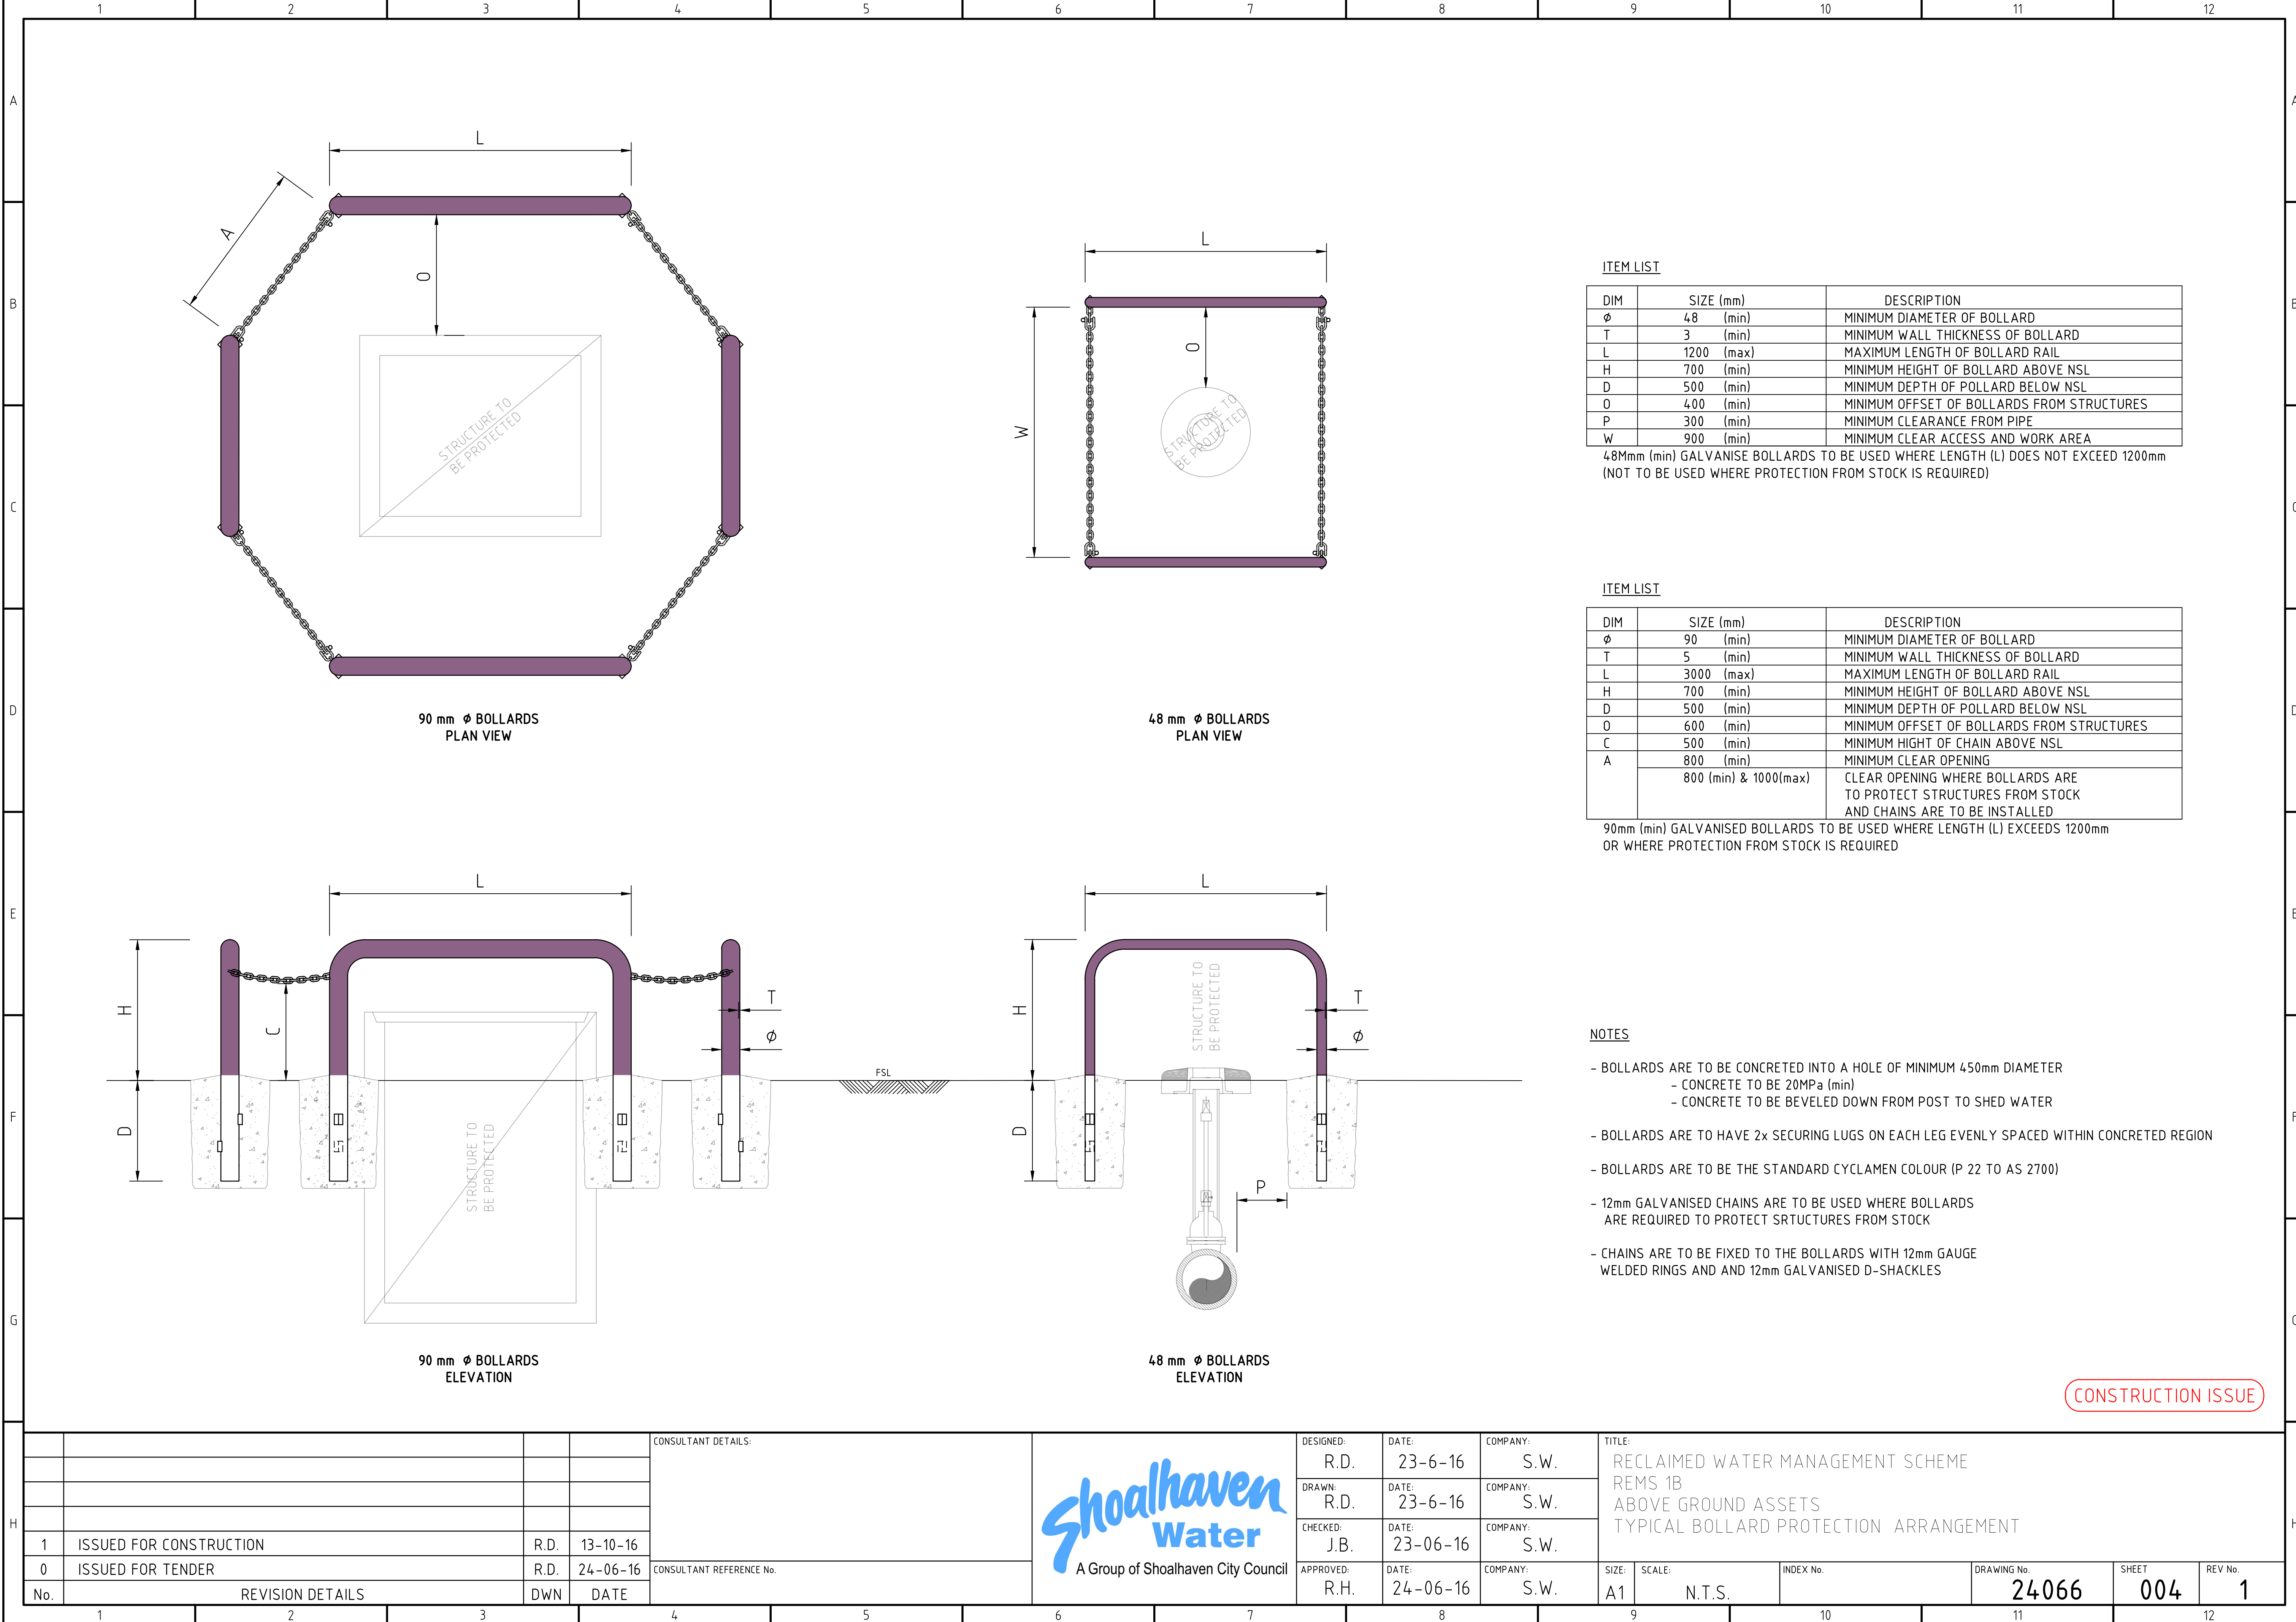 1 2 3 4 5 6 7 8 9 10 11 12
A
B
C
D
E
F
G
H
L
A
O
STRUCTURE TO
BE PROTECTED
90 mm ⌀ BOLLARDS
PLAN VIEW
L
W
O
STRUCTURE TO
BE PROTECTED
48 mm ⌀ BOLLARDS
PLAN VIEW
ITEM LIST
DIM SIZE (mm) DESCRIPTION
⌀ 48 (min) MINIMUM DIAMETER OF BOLLARD
T 3 (min) MINIMUM WALL THICKNESS OF BOLLARD
L 1200 (max) MAXIMUM LENGTH OF BOLLARD RAIL
H 700 (min) MINIMUM HEIGHT OF BOLLARD ABOVE NSL
D 500 (min) MINIMUM DEPTH OF POLLARD BELOW NSL
O 400 (min) MINIMUM OFFSET OF BOLLARDS FROM STRUCTURES
P 300 (min) MINIMUM CLEARANCE FROM PIPE
W 900 (min) MINIMUM CLEAR ACCESS AND WORK AREA
48Mmm (min) GALVANISE BOLLARDS TO BE USED WHERE LENGTH (L) DOES NOT EXCEED 1200mm
(NOT TO BE USED WHERE PROTECTION FROM STOCK IS REQUIRED)
ITEM LIST
DIM SIZE (mm) DESCRIPTION
⌀ 90 (min) MINIMUM DIAMETER OF BOLLARD
T 5 (min) MINIMUM WALL THICKNESS OF BOLLARD
L 3000 (max) MAXIMUM LENGTH OF BOLLARD RAIL
H 700 (min) MINIMUM HEIGHT OF BOLLARD ABOVE NSL
D 500 (min) MINIMUM DEPTH OF POLLARD BELOW NSL
O 600 (min) MINIMUM OFFSET OF BOLLARDS FROM STRUCTURES
C 500 (min) MINIMUM HIGHT OF CHAIN ABOVE NSL
A 800 (min) MINIMUM CLEAR OPENING
800 (min) & 1000(max) CLEAR OPENING WHERE BOLLARDS ARE
TO PROTECT STRUCTURES FROM STOCK
AND CHAINS ARE TO BE INSTALLED
90mm (min) GALVANISED BOLLARDS TO BE USED WHERE LENGTH (L) EXCEEDS 1200mm
OR WHERE PROTECTION FROM STOCK IS REQUIRED
L
H
C
D
T
⌀
STRUCTURE TO
BE PROTECTED
FSL
90 mm ⌀ BOLLARDS
ELEVATION
L
H
D
T
⌀
P
STRUCTURE TO
BE PROTECTED
48 mm ⌀ BOLLARDS
ELEVATION
NOTES
- BOLLARDS ARE TO BE CONCRETED INTO A HOLE OF MINIMUM 450mm DIAMETER
- CONCRETE TO BE 20MPa (min)
- CONCRETE TO BE BEVELED DOWN FROM POST TO SHED WATER
- BOLLARDS ARE TO HAVE 2x SECURING LUGS ON EACH LEG EVENLY SPACED WITHIN CONCRETED REGION
- BOLLARDS ARE TO BE THE STANDARD CYCLAMEN COLOUR (P 22 TO AS 2700)
- 12mm GALVANISED CHAINS ARE TO BE USED WHERE BOLLARDS
ARE REQUIRED TO PROTECT SRTUCTURES FROM STOCK
- CHAINS ARE TO BE FIXED TO THE BOLLARDS WITH 12mm GAUGE
WELDED RINGS AND AND 12mm GALVANISED D-SHACKLES
CONSTRUCTION ISSUE
1 ISSUED FOR CONSTRUCTION R.D. 13-10-16
0 ISSUED FOR TENDER R.D. 24-06-16
No. REVISION DETAILS DWN DATE
CONSULTANT DETAILS:
CONSULTANT REFERENCE No.
Shoalhaven
Water
A Group of Shoalhaven City Council
DESIGNED: DATE: COMPANY:
R.D. 23-6-16 S.W.
DRAWN: DATE: COMPANY:
R.D. 23-6-16 S.W.
CHECKED: DATE: COMPANY:
J.B. 23-06-16 S.W.
APPROVED: DATE: COMPANY:
R.H. 24-06-16 S.W.
TITLE:
RECLAIMED WATER MANAGEMENT SCHEME
REMS 1B
ABOVE GROUND ASSETS
TYPICAL BOLLARD PROTECTION ARRANGEMENT
SIZE: SCALE: INDEX No. DRAWING No. SHEET REV No.
A1 N.T.S. 24066 004 1
1 2 3 4 5 6 7 8 9 10 11 12